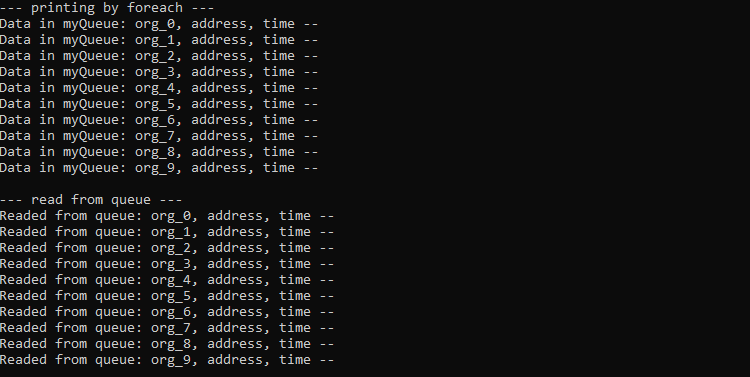 --- printing by foreach ---
Data in myQueue: org_0, address, time --
Data in myQueue: org_1, address, time --
Data in myQueue: org_2, address, time --
Data in myQueue: org_3, address, time --
Data in myQueue: org_4, address, time --
Data in myQueue: org_5, address, time --
Data in myQueue: org_6, address, time --
Data in myQueue: org_7, address, time --
Data in myQueue: org_8, address, time --
Data in myQueue: org_9, address, time --
--- read from queue ---
Readed from queue: org_0, address, time --
Readed from queue: org_1, address, time --
Readed from queue: org_2, address, time --
Readed from queue: org_3, address, time --
Readed from queue: org_4, address, time --
Readed from queue: org_5, address, time --
Readed from queue: org_6, address, time --
Readed from queue: org_7, address, time --
Readed from queue: org_8, address, time --
Readed from queue: org_9, address, time --